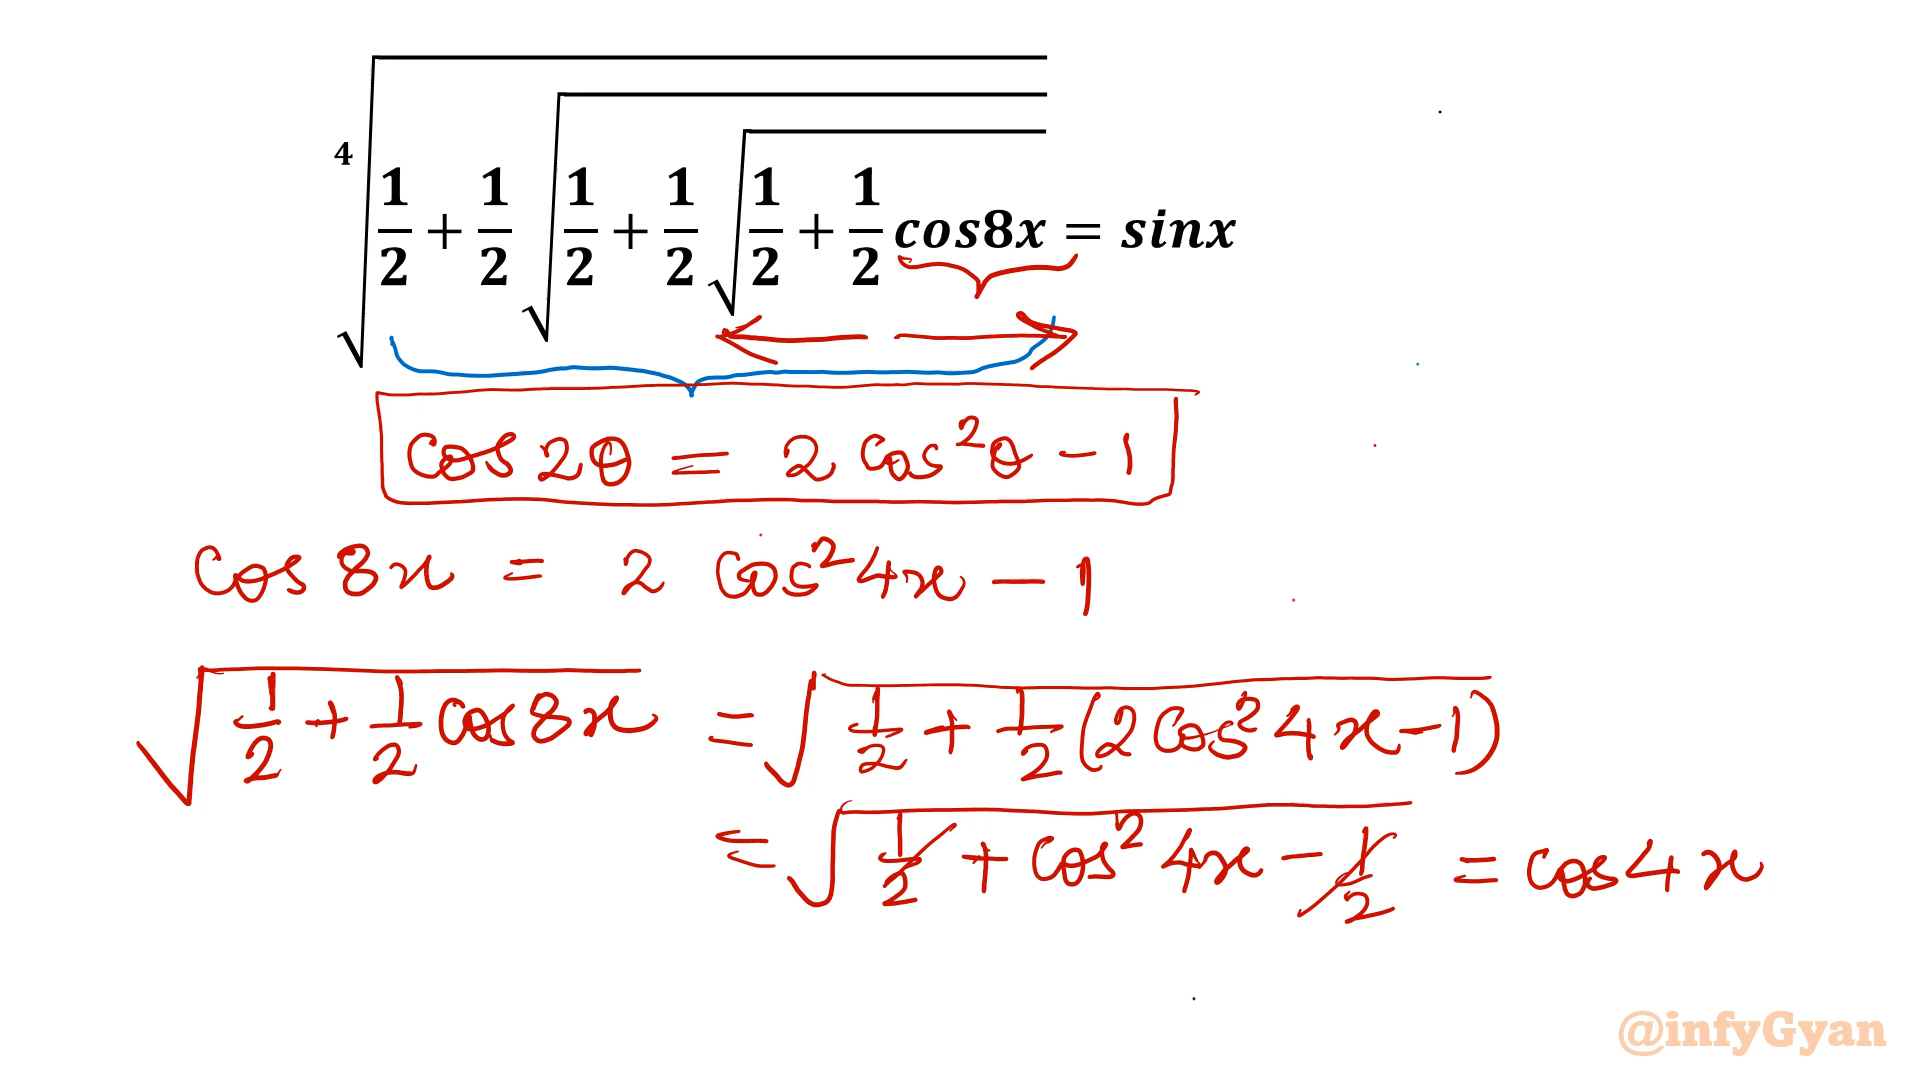 ∜(1/2 + 1/2 √(1/2 + 1/2 √(1/2 + 1/2 cos8x))) = sinx
cos 2θ = 2 cos²θ − 1
cos 8x = 2 cos²4x − 1
√(1/2 + 1/2 cos 8x) = √(1/2 + 1/2 (2 cos² 4x − 1))
= √(1/2 + cos² 4x − 1/2) = cos 4x
@infyGyan